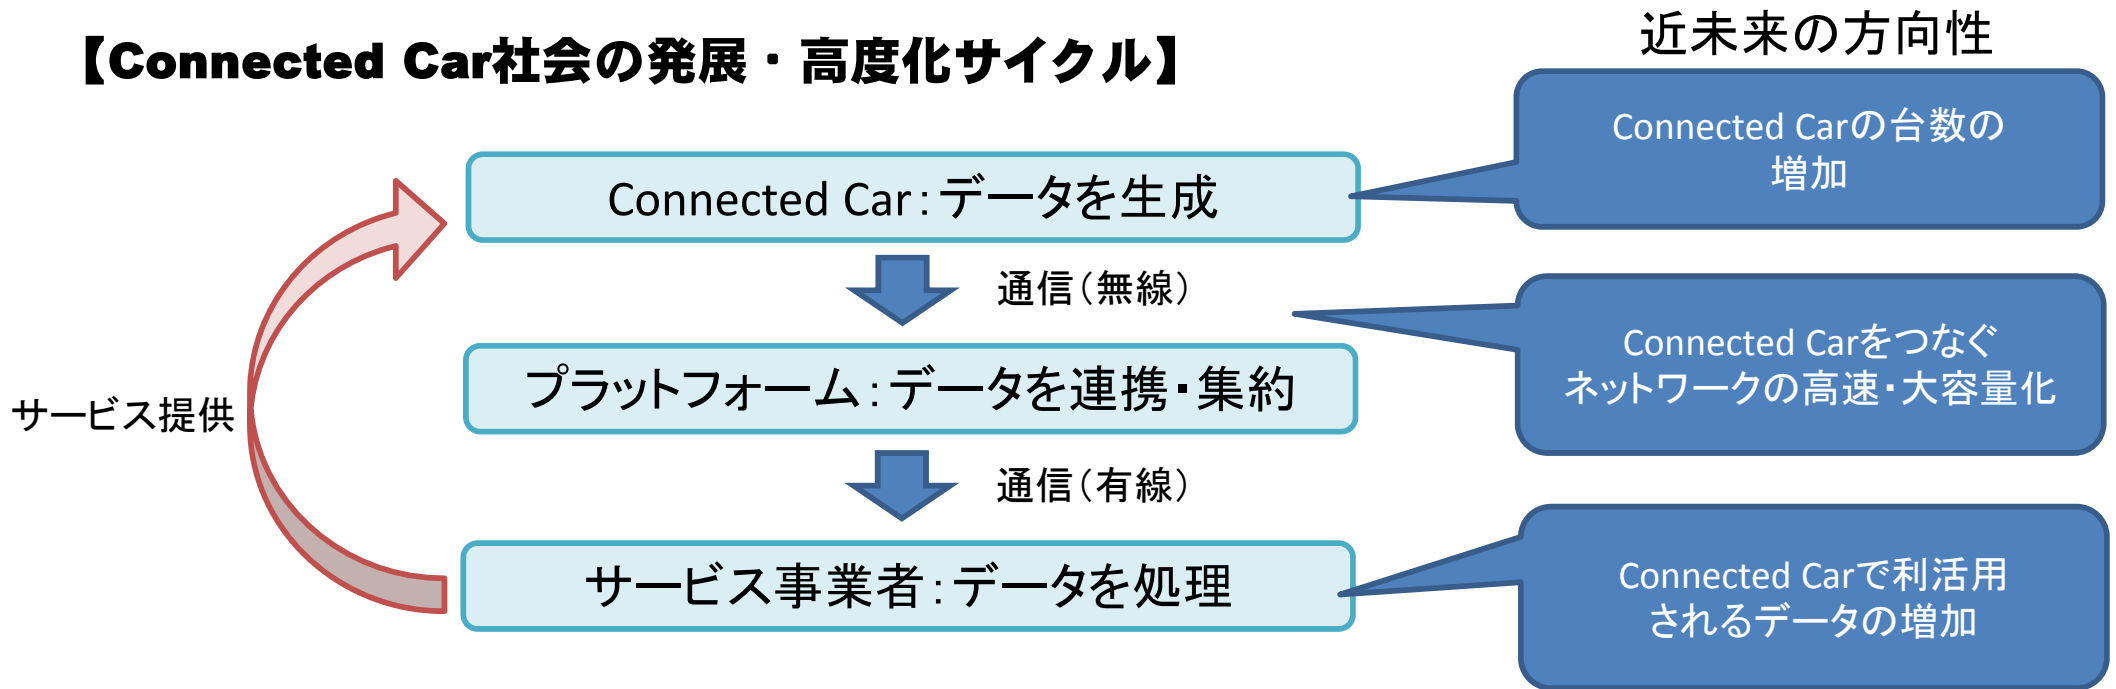 【Connected Car社会の発展・高度化サイクル】
近未来の方向性
Connected Carの台数の
増加
Connected Car:データを生成
通信(無線)
Connected Carをつなぐ
ネットワークの高速・大容量化
プラットフォーム:データを連携・集約
サービス提供
通信(有線)
サービス事業者:データを処理
Connected Carで利活用
されるデータの増加